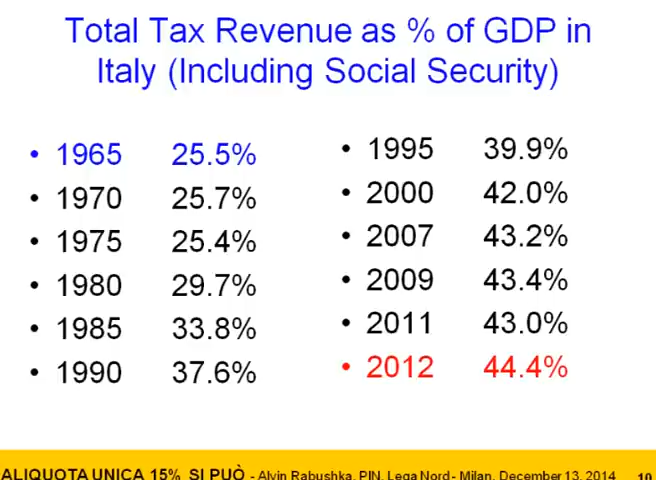 Total Tax Revenue as % of GDP in
Italy (Including Social Security)
• 1965 25.5%
• 1970 25.7%
• 1975 25.4%
• 1980 29.7%
• 1985 33.8%
• 1990 37.6%
• 1995 39.9%
• 2000 42.0%
• 2007 43.2%
• 2009 43.4%
• 2011 43.0%
• 2012 44.4%
ALIQUOTA UNICA 15% SI PUÒ - Alvin Rabushka, PIN, Lega Nord - Milan, December 13, 2014 10